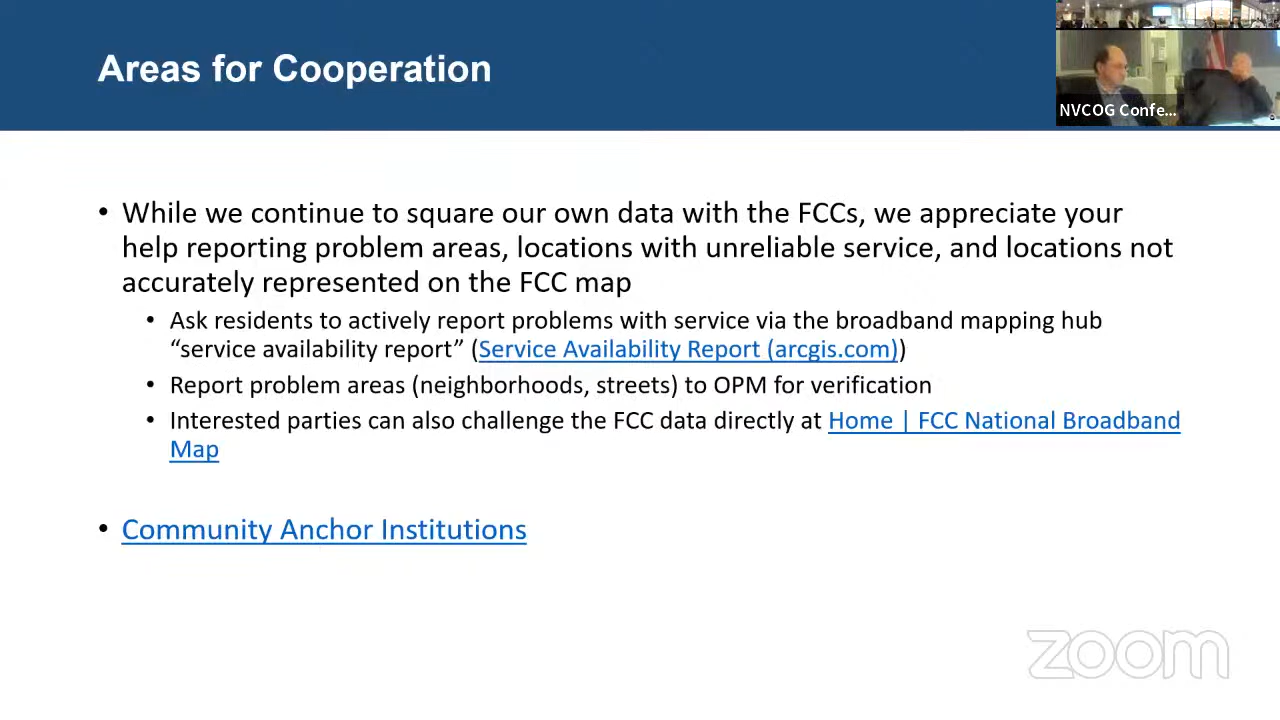 Areas for Cooperation
NVCOG Confe...
• While we continue to square our own data with the FCCs, we appreciate your
help reporting problem areas, locations with unreliable service, and locations not
accurately represented on the FCC map
• Ask residents to actively report problems with service via the broadband mapping hub
“service availability report” (Service Availability Report (arcgis.com))
• Report problem areas (neighborhoods, streets) to OPM for verification
• Interested parties can also challenge the FCC data directly at Home | FCC National Broadband
Map
• Community Anchor Institutions
zoom